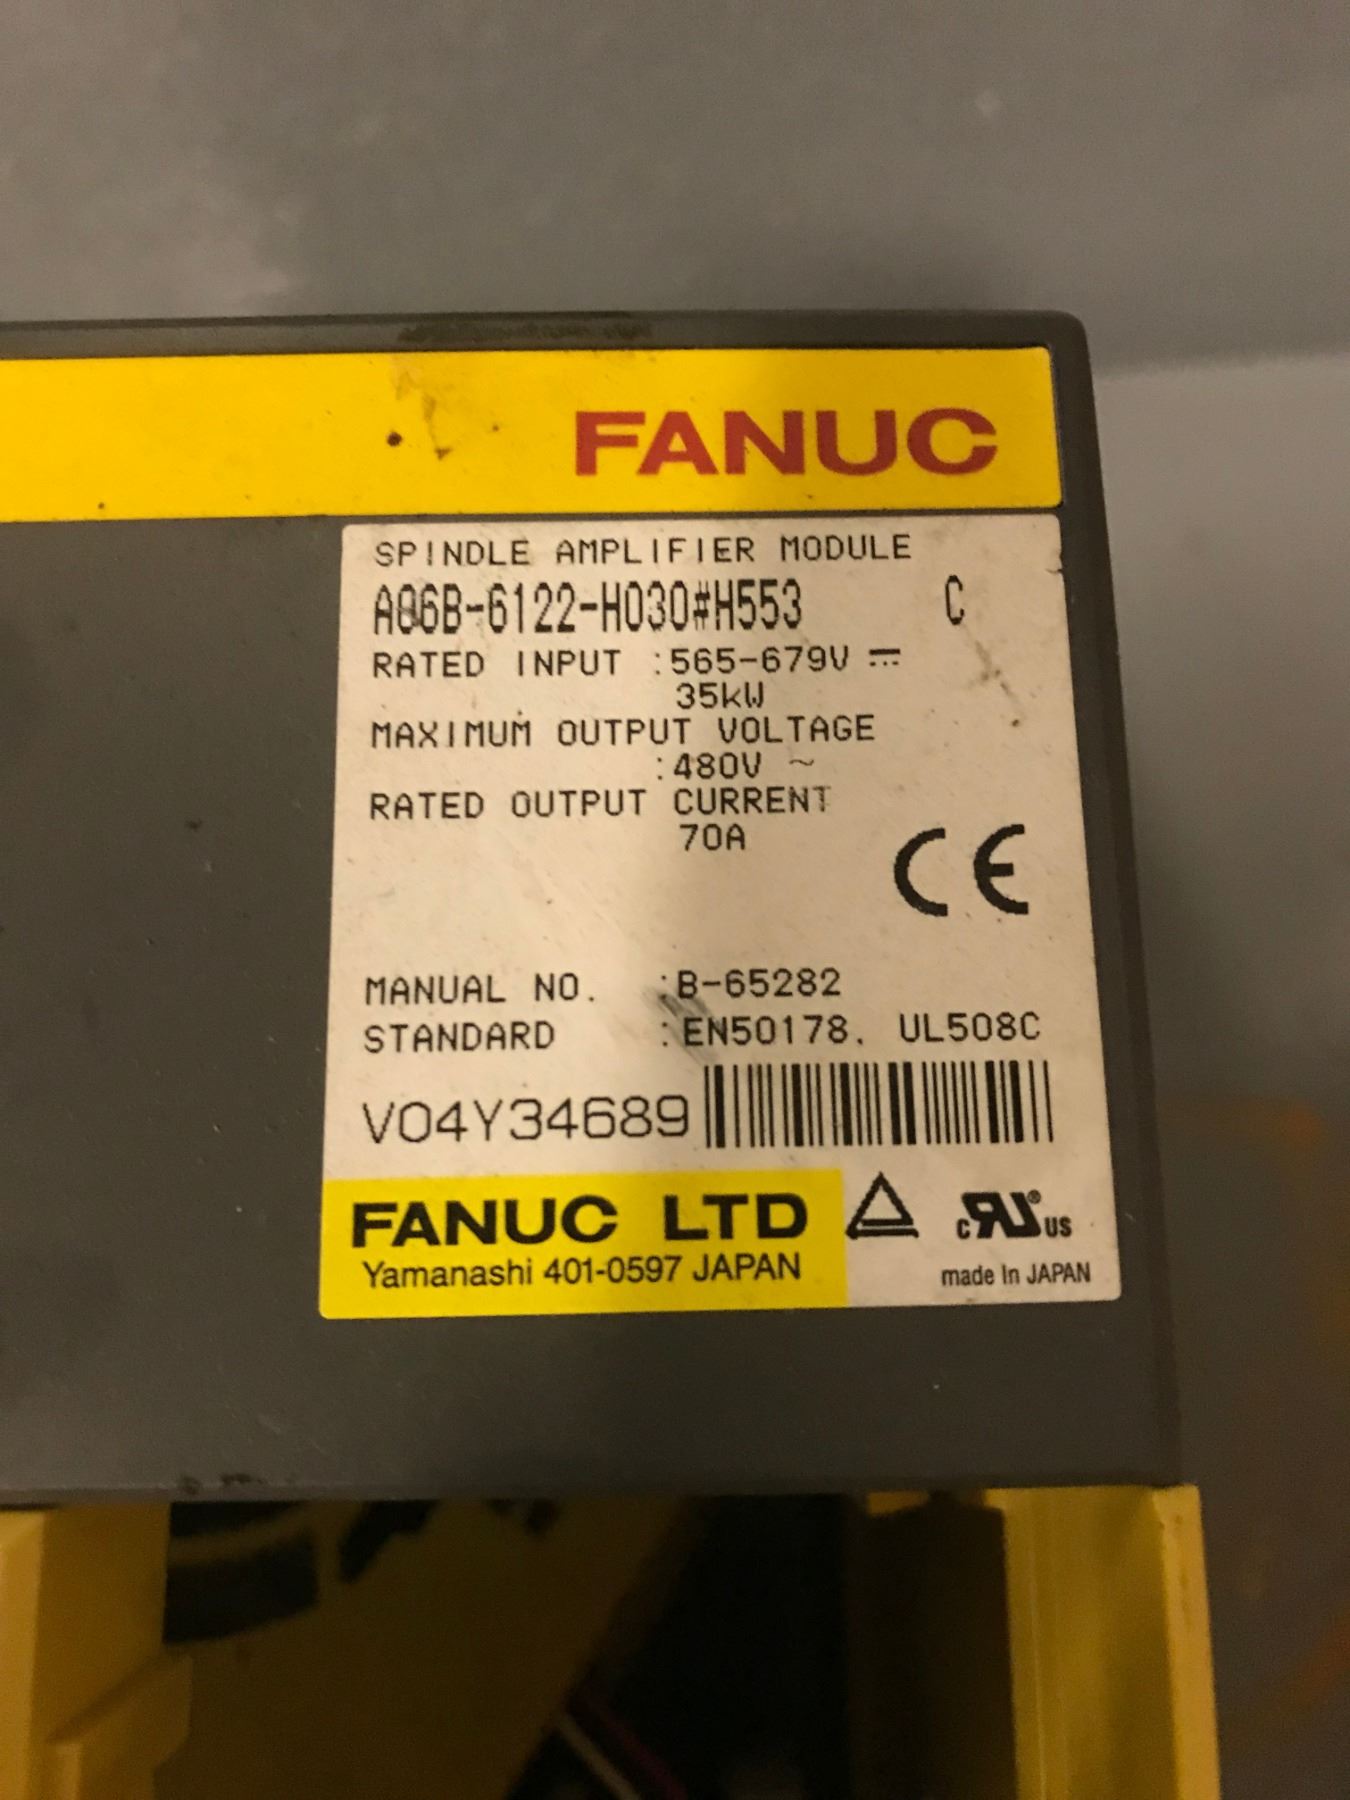 FANUC
SPINDLE AMPLIFIER MODULE
A06B-6122-H030#H553 C
RATED INPUT :565-679V ⎓
35kW
MAXIMUM OUTPUT VOLTAGE
:480V ~
RATED OUTPUT CURRENT
70A
CE
MANUAL NO. :B-65282
STANDARD :EN50178. UL508C
V04Y34689
FANUC LTD
Yamanashi 401-0597 JAPAN
c RU ® US
made In JAPAN